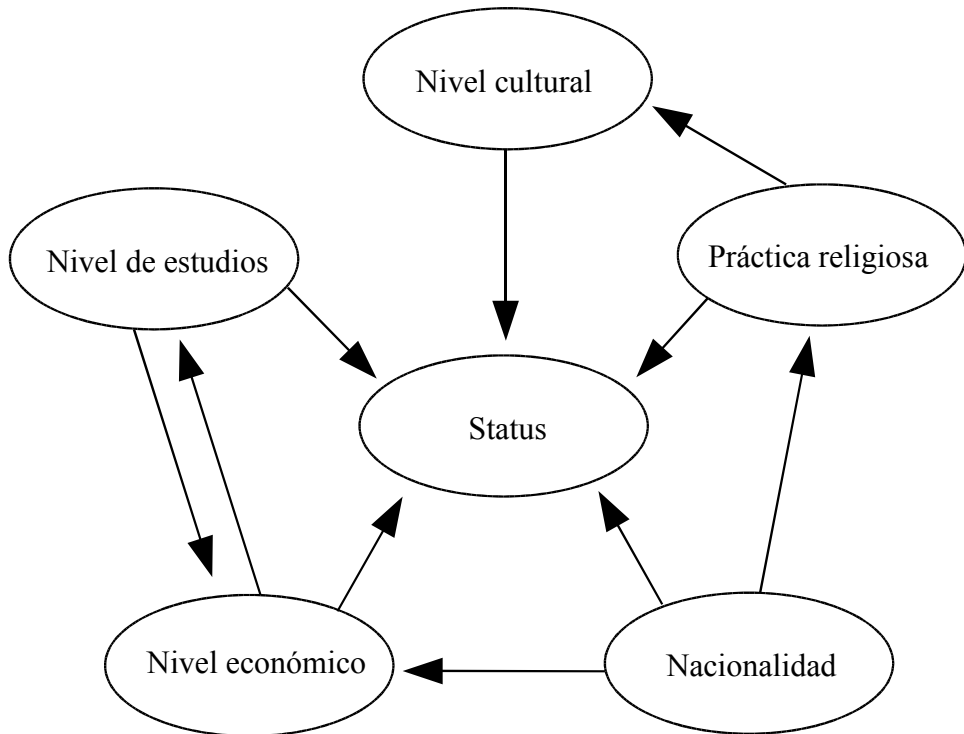 Nivel cultural
Nivel de estudios
Práctica religiosa
Status
Nivel económico
Nacionalidad